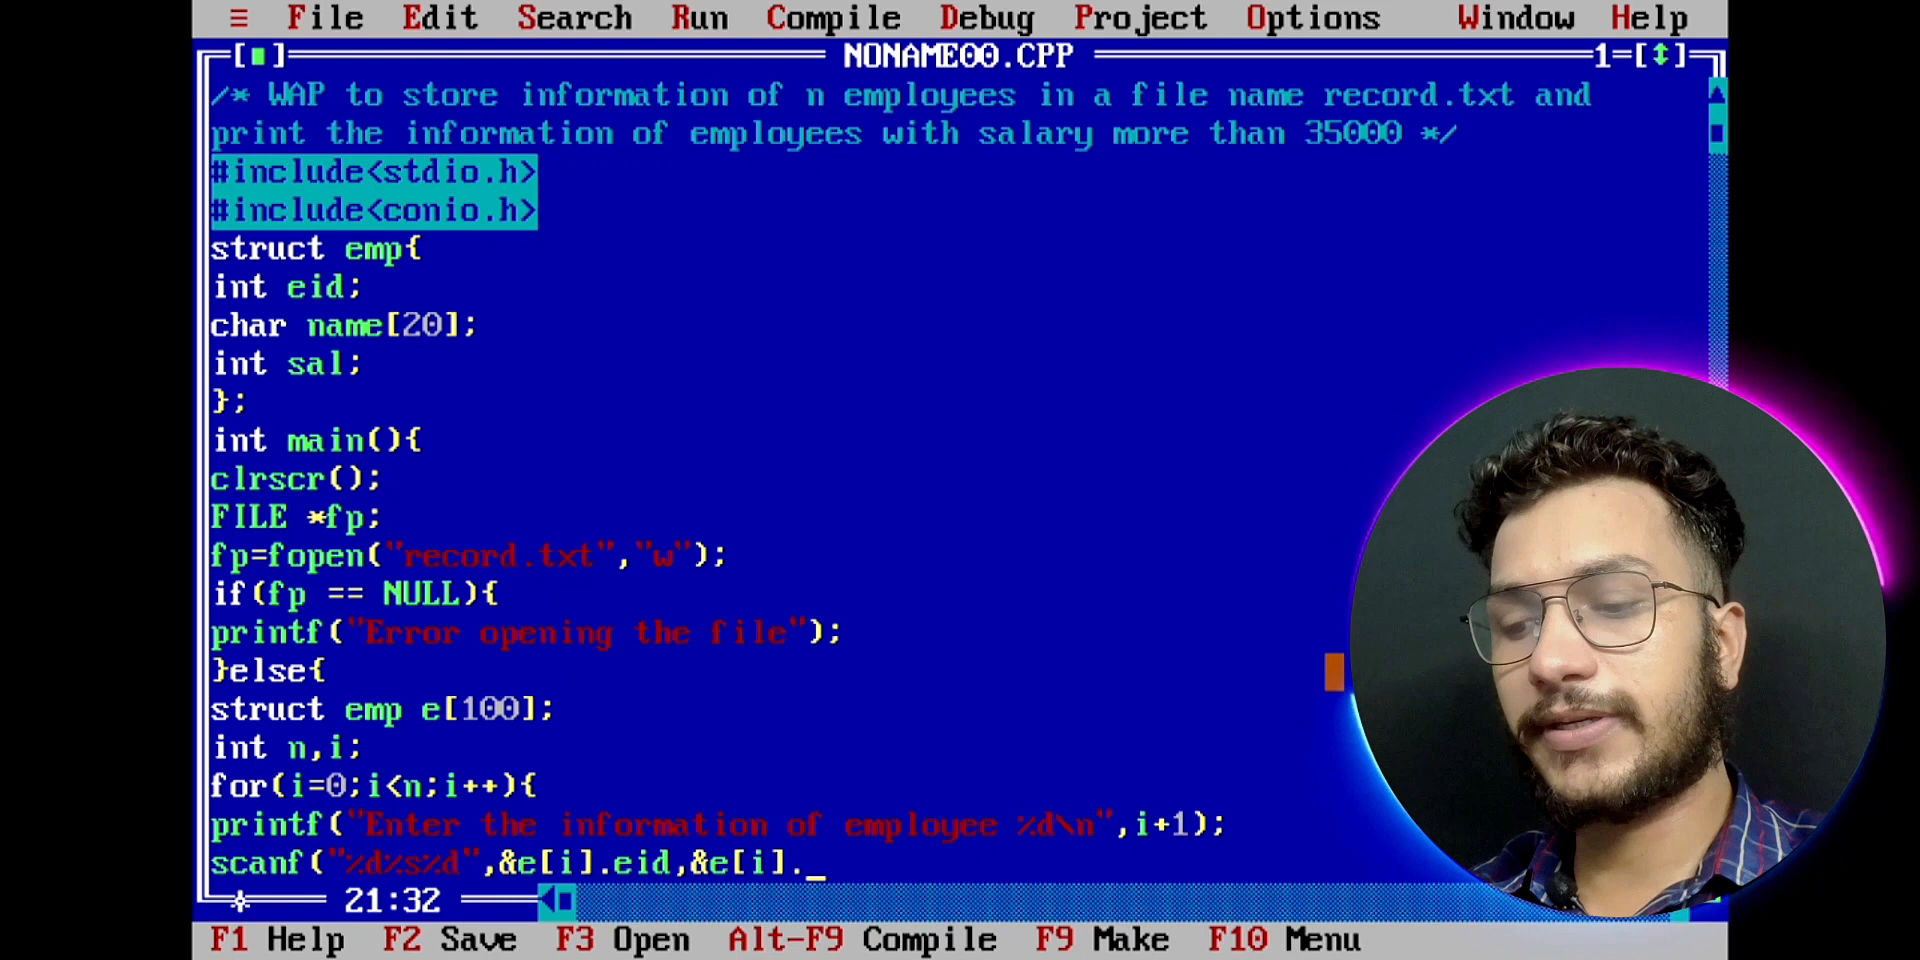 ≡ File Edit Search Run Compile Debug Project Options Window Help
[■] NONAME00.CPP 1=[↕]
/* WAP to store information of n employees in a file name record.txt and
print the information of employees with salary more than 35000 */
#include<stdio.h>
#include<conio.h>
struct emp{
int eid;
char name[20];
int sal;
};
int main(){
clrscr();
FILE *fp;
fp=fopen("record.txt","w");
if(fp == NULL){
printf("Error opening the file");
}else{
struct emp e[100];
int n,i;
for(i=0;i<n;i++){
printf("Enter the information of employee %d\n",i+1);
scanf("%d%s%d",&e[i].eid,&e[i]._
21:32
F1 Help F2 Save F3 Open Alt-F9 Compile F9 Make F10 Menu